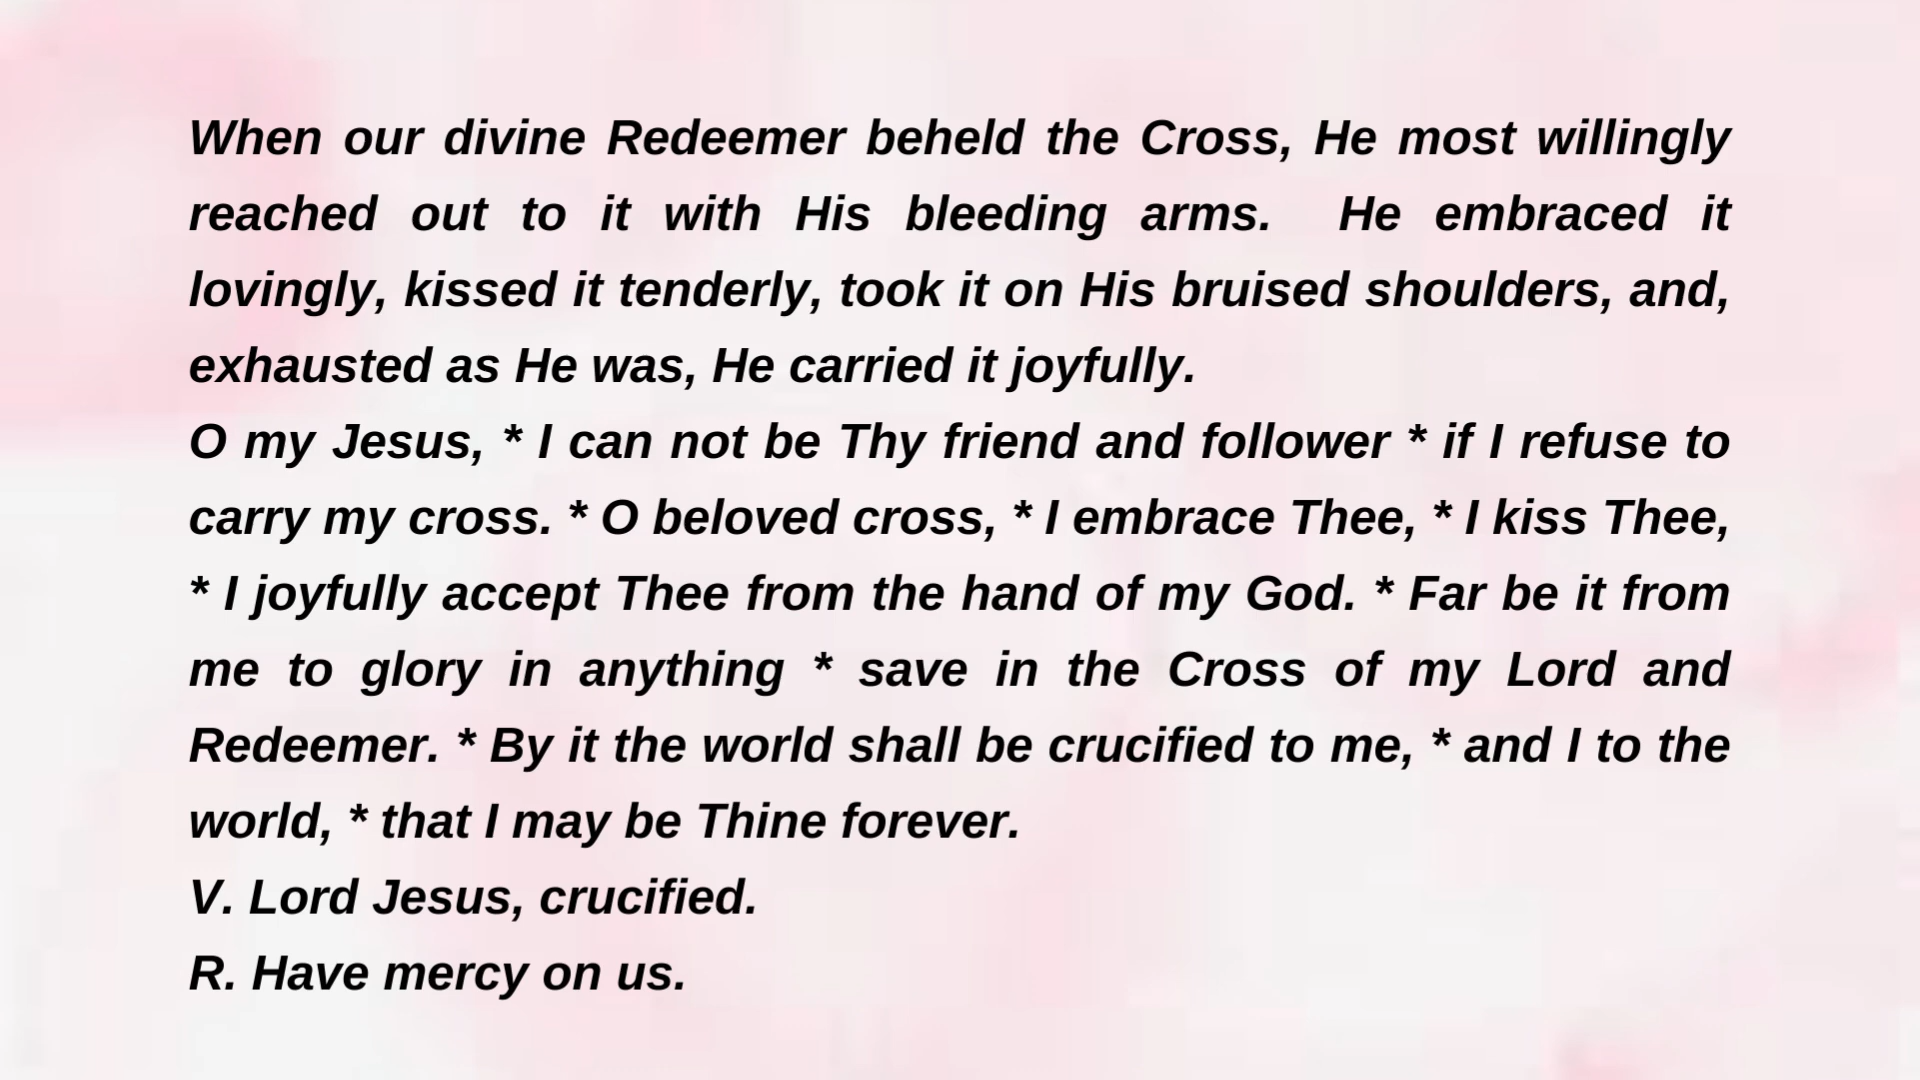 When our divine Redeemer beheld the Cross, He most willingly
reached out to it with His bleeding arms.  He embraced it
lovingly, kissed it tenderly, took it on His bruised shoulders, and,
exhausted as He was, He carried it joyfully.
O my Jesus, * I can not be Thy friend and follower * if I refuse to
carry my cross. * O beloved cross, * I embrace Thee, * I kiss Thee,
* I joyfully accept Thee from the hand of my God. * Far be it from
me to glory in anything * save in the Cross of my Lord and
Redeemer. * By it the world shall be crucified to me, * and I to the
world, * that I may be Thine forever.
V. Lord Jesus, crucified.
R. Have mercy on us.